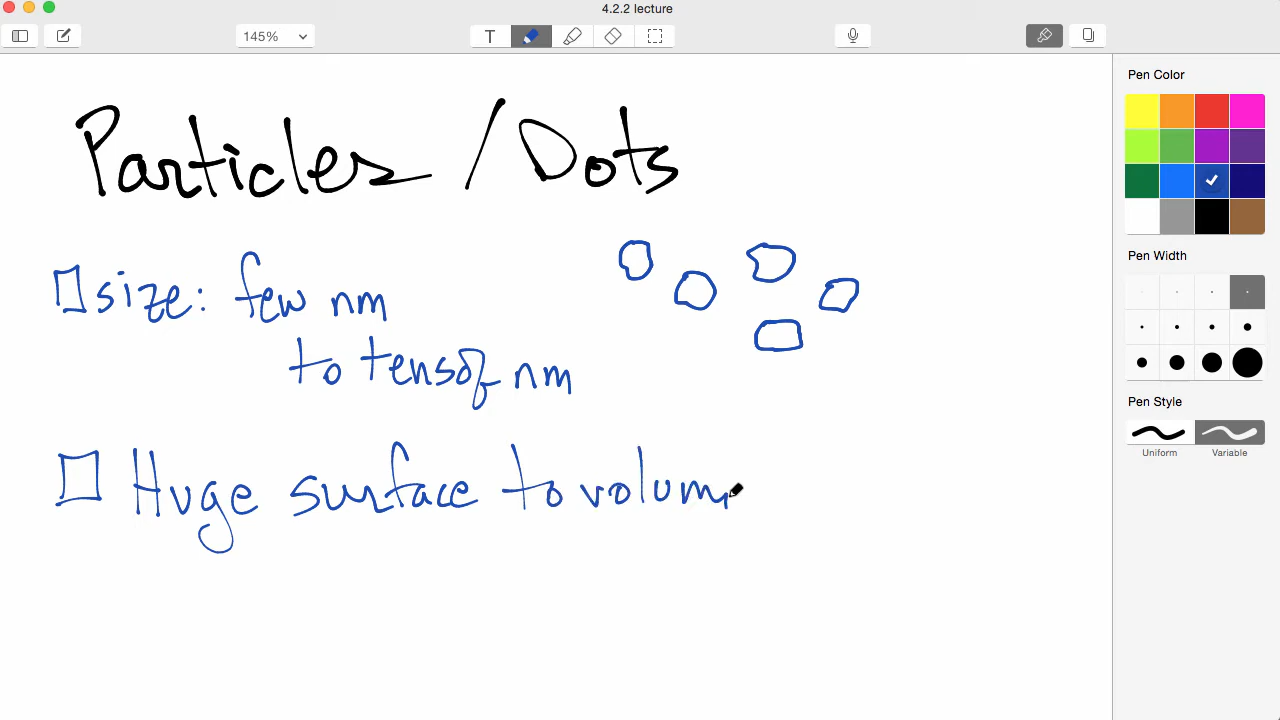 4.2.2 lecture
145%
T
Pen Color
Particles / Dots
size: few nm
to tens of nm
Huge surface to volum
Pen Width
Pen Style
Uniform
Variable